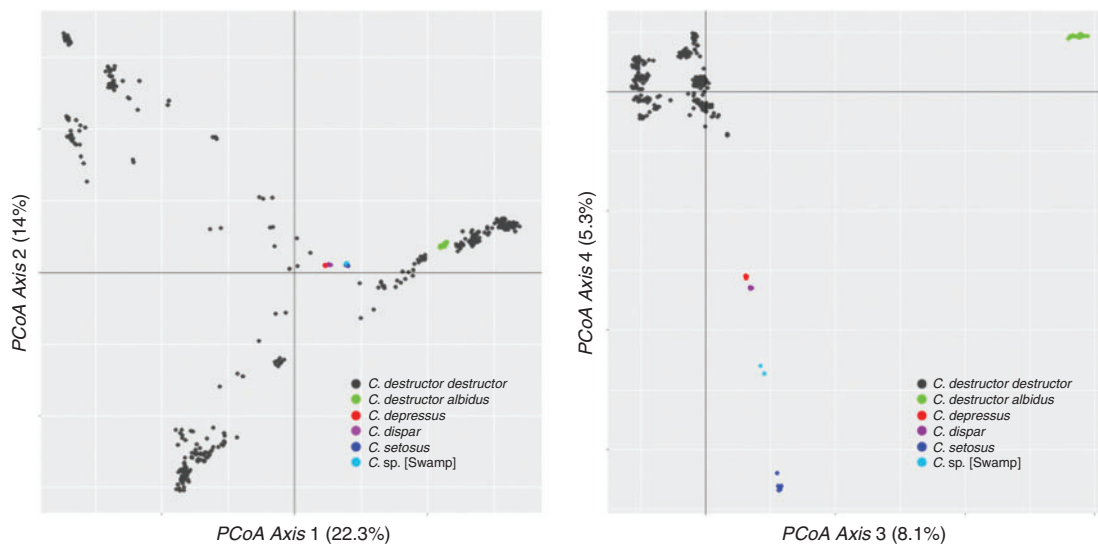 PCoA Axis 2 (14%)
C. destructor destructor
C. destructor albidus
C. depressus
C. dispar
C. setosus
C. sp. [Swamp]
PCoA Axis 1 (22.3%)
PCoA Axis 4 (5.3%)
C. destructor destructor
C. destructor albidus
C. depressus
C. dispar
C. setosus
C. sp. [Swamp]
PCoA Axis 3 (8.1%)